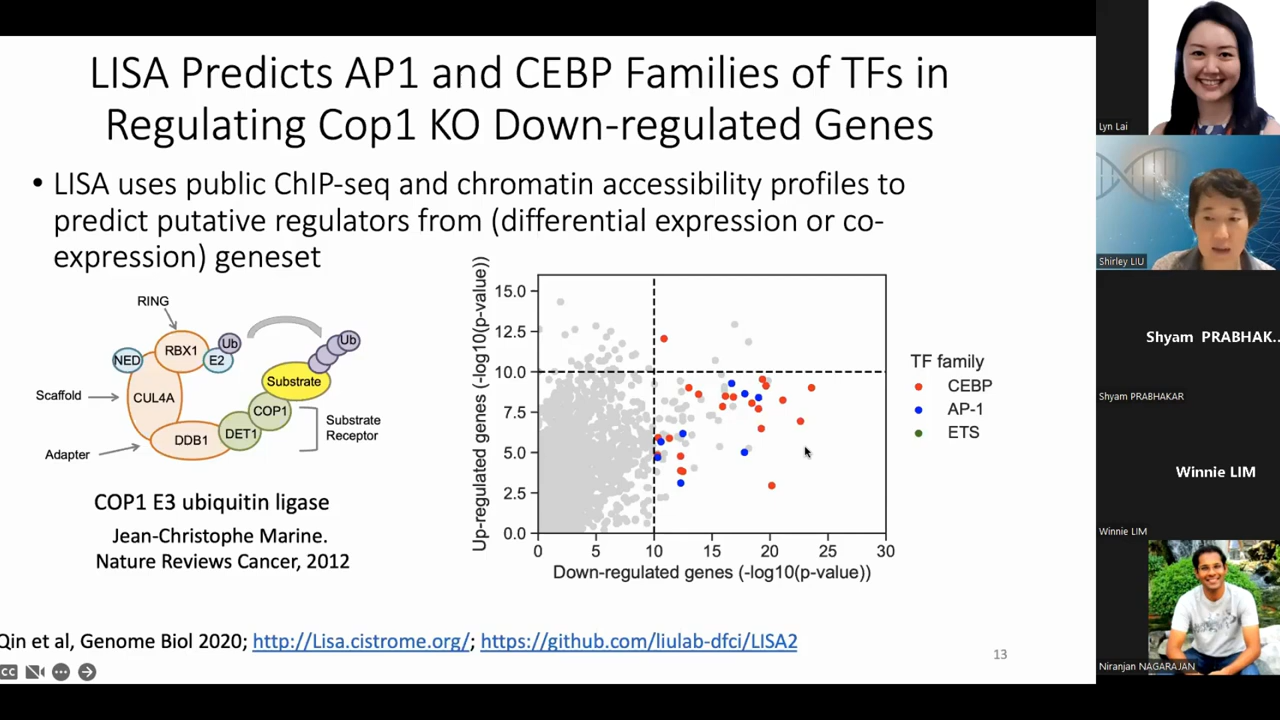 LISA Predicts AP1 and CEBP Families of TFs in
Regulating Cop1 KO Down-regulated Genes
• LISA uses public ChIP-seq and chromatin accessibility profiles to
predict putative regulators from (differential expression or co-
expression) geneset
RING
NED
RBX1
E2
Ub
Ub
Scaffold
CUL4A
Substrate
COP1
DET1
DDB1
Adapter
Substrate
Receptor
COP1 E3 ubiquitin ligase
Jean-Christophe Marine.
Nature Reviews Cancer, 2012
Up-regulated genes (-log10(p-value))
15.0
12.5
10.0
7.5
5.0
2.5
0.0
0 5 10 15 20 25 30
Down-regulated genes (-log10(p-value))
TF family
CEBP
AP-1
ETS
Qin et al, Genome Biol 2020; http://Lisa.cistrome.org/; https://github.com/liulab-dfci/LISA2
13
CC
Lyn Lai
Shirley LIU
Shyam PRABHAK...
Shyam PRABHAKAR
Winnie LIM
Winnie LIM
Niranjan NAGARAJAN